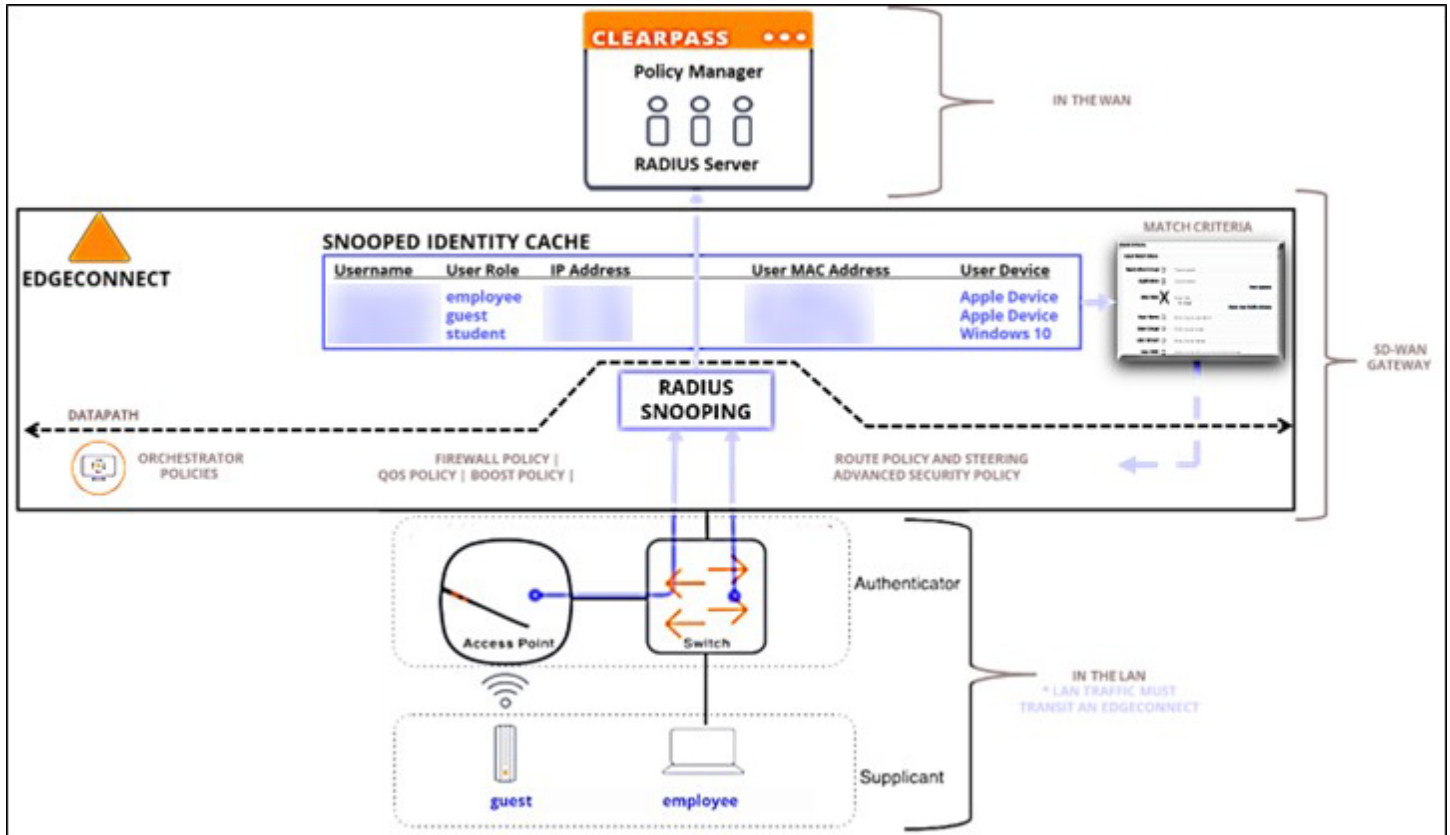 CLEARPASS
Policy Manager
RADIUS Server
IN THE WAN
EDGECONNECT
SNOOPED IDENTITY CACHE
Username User Role IP Address User MAC Address User Device
employee Apple Device
guest Apple Device
student Windows 10
MATCH CRITERIA
SD-WAN
GATEWAY
RADIUS
SNOOPING
DATAPATH
ORCHESTRATOR
POLICIES
FIREWALL POLICY |
QOS POLICY | BOOST POLICY |
ROUTE POLICY AND STEERING
ADVANCED SECURITY POLICY
Access Point
Switch
Authenticator
IN THE LAN
* LAN TRAFFIC MUST
TRANSIT AN EDGECONNECT
guest
employee
Supplicant